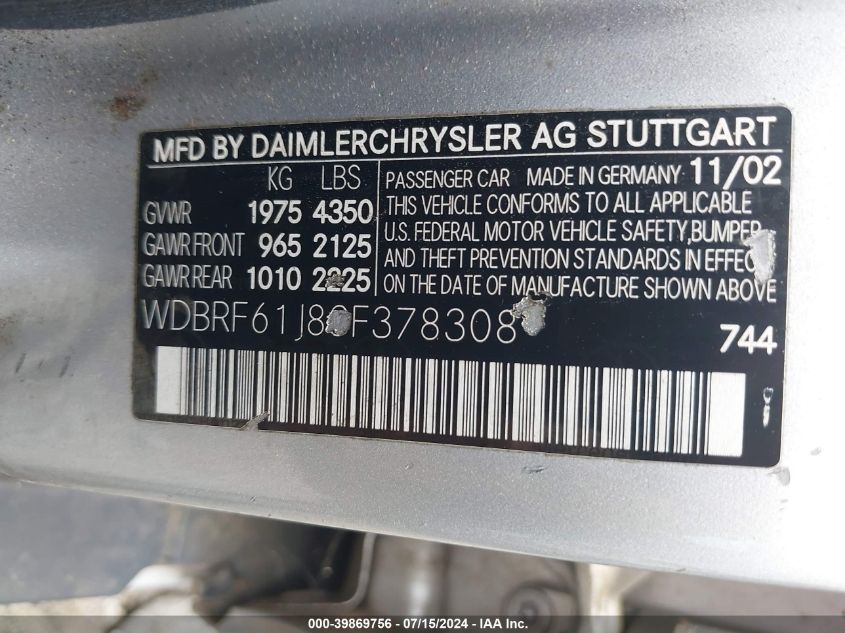 MFD BY DAIMLERCHRYSLER AG STUTTGART
KG LBS
GVWR 1975 4350
GAWR FRONT 965 2125
GAWR REAR 1010 2225
PASSENGER CAR MADE IN GERMANY 11/02
THIS VEHICLE CONFORMS TO ALL APPLICABLE
U.S. FEDERAL MOTOR VEHICLE SAFETY,BUMPER,
AND THEFT PREVENTION STANDARDS IN EFFECT
ON THE DATE OF MANUFACTURE SHOWN ABOVE
744
000-39869756 - 07/15/2024 - IAA Inc.